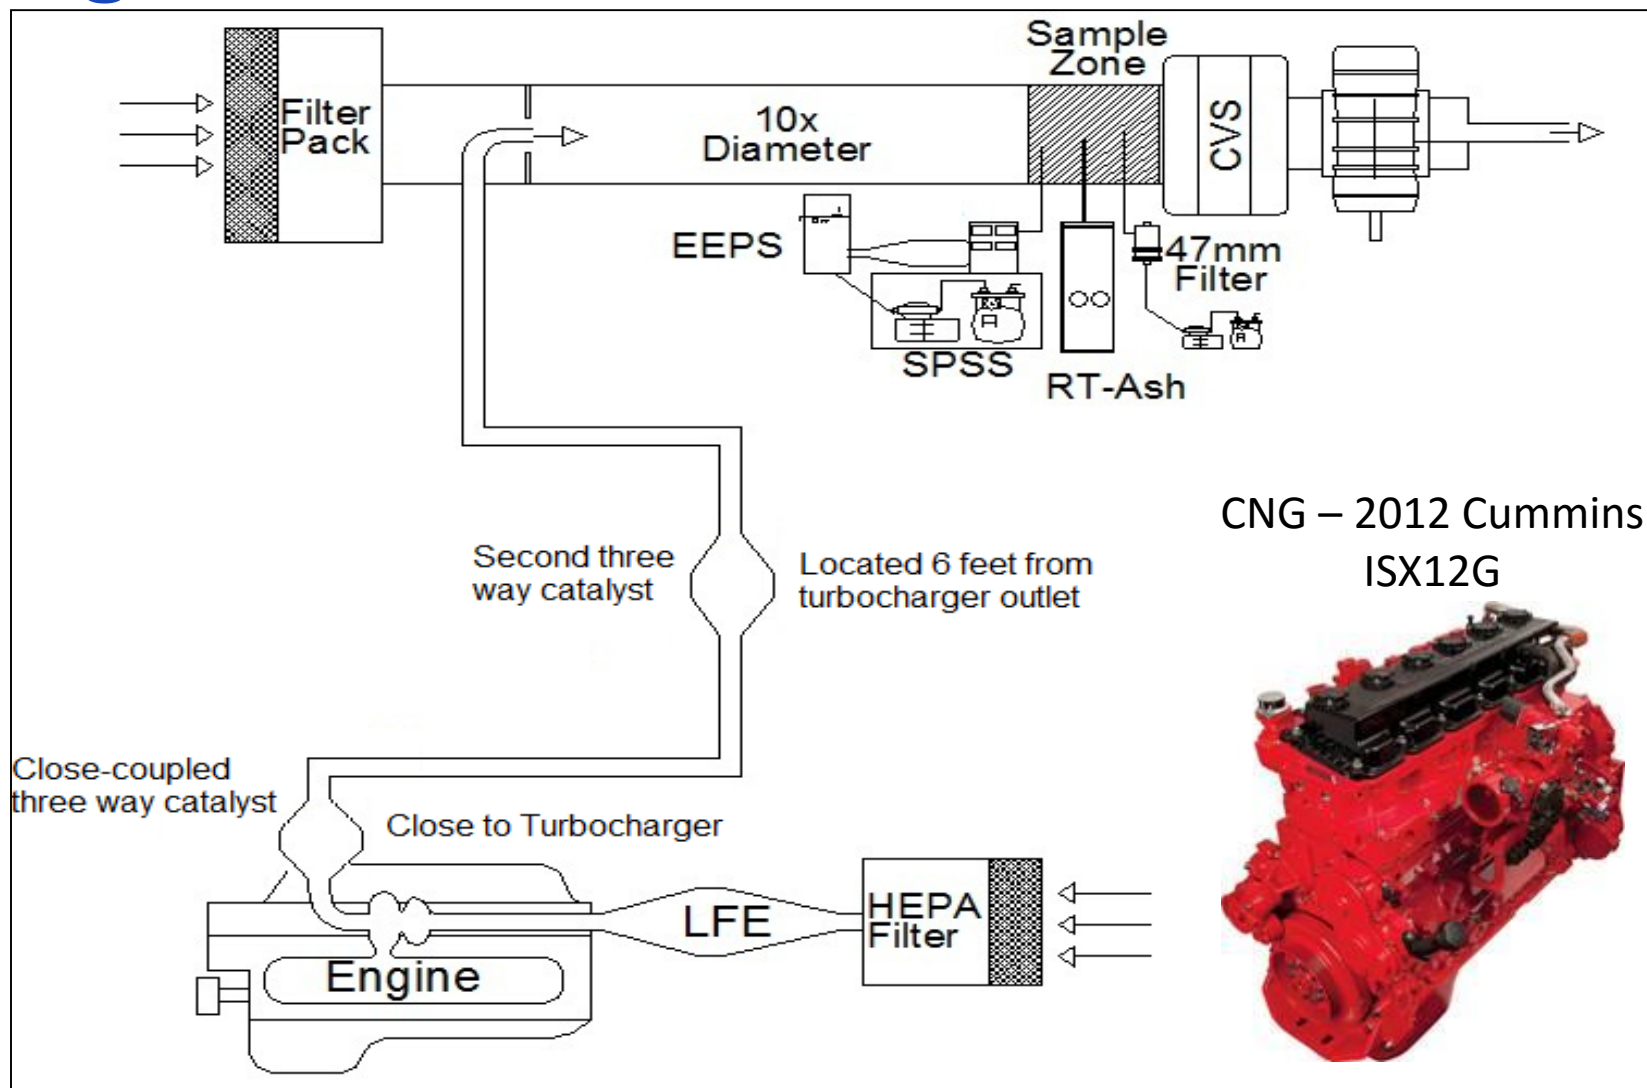 Sample
Zone
Filter
Pack
10x
Diameter
CVS
EEPS
47mm
Filter
SPSS
RT-Ash
CNG – 2012 Cummins
ISX12G
Second three
way catalyst
Located 6 feet from
turbocharger outlet
Close-coupled
three way catalyst
Close to Turbocharger
HEPA
Filter
LFE
Engine